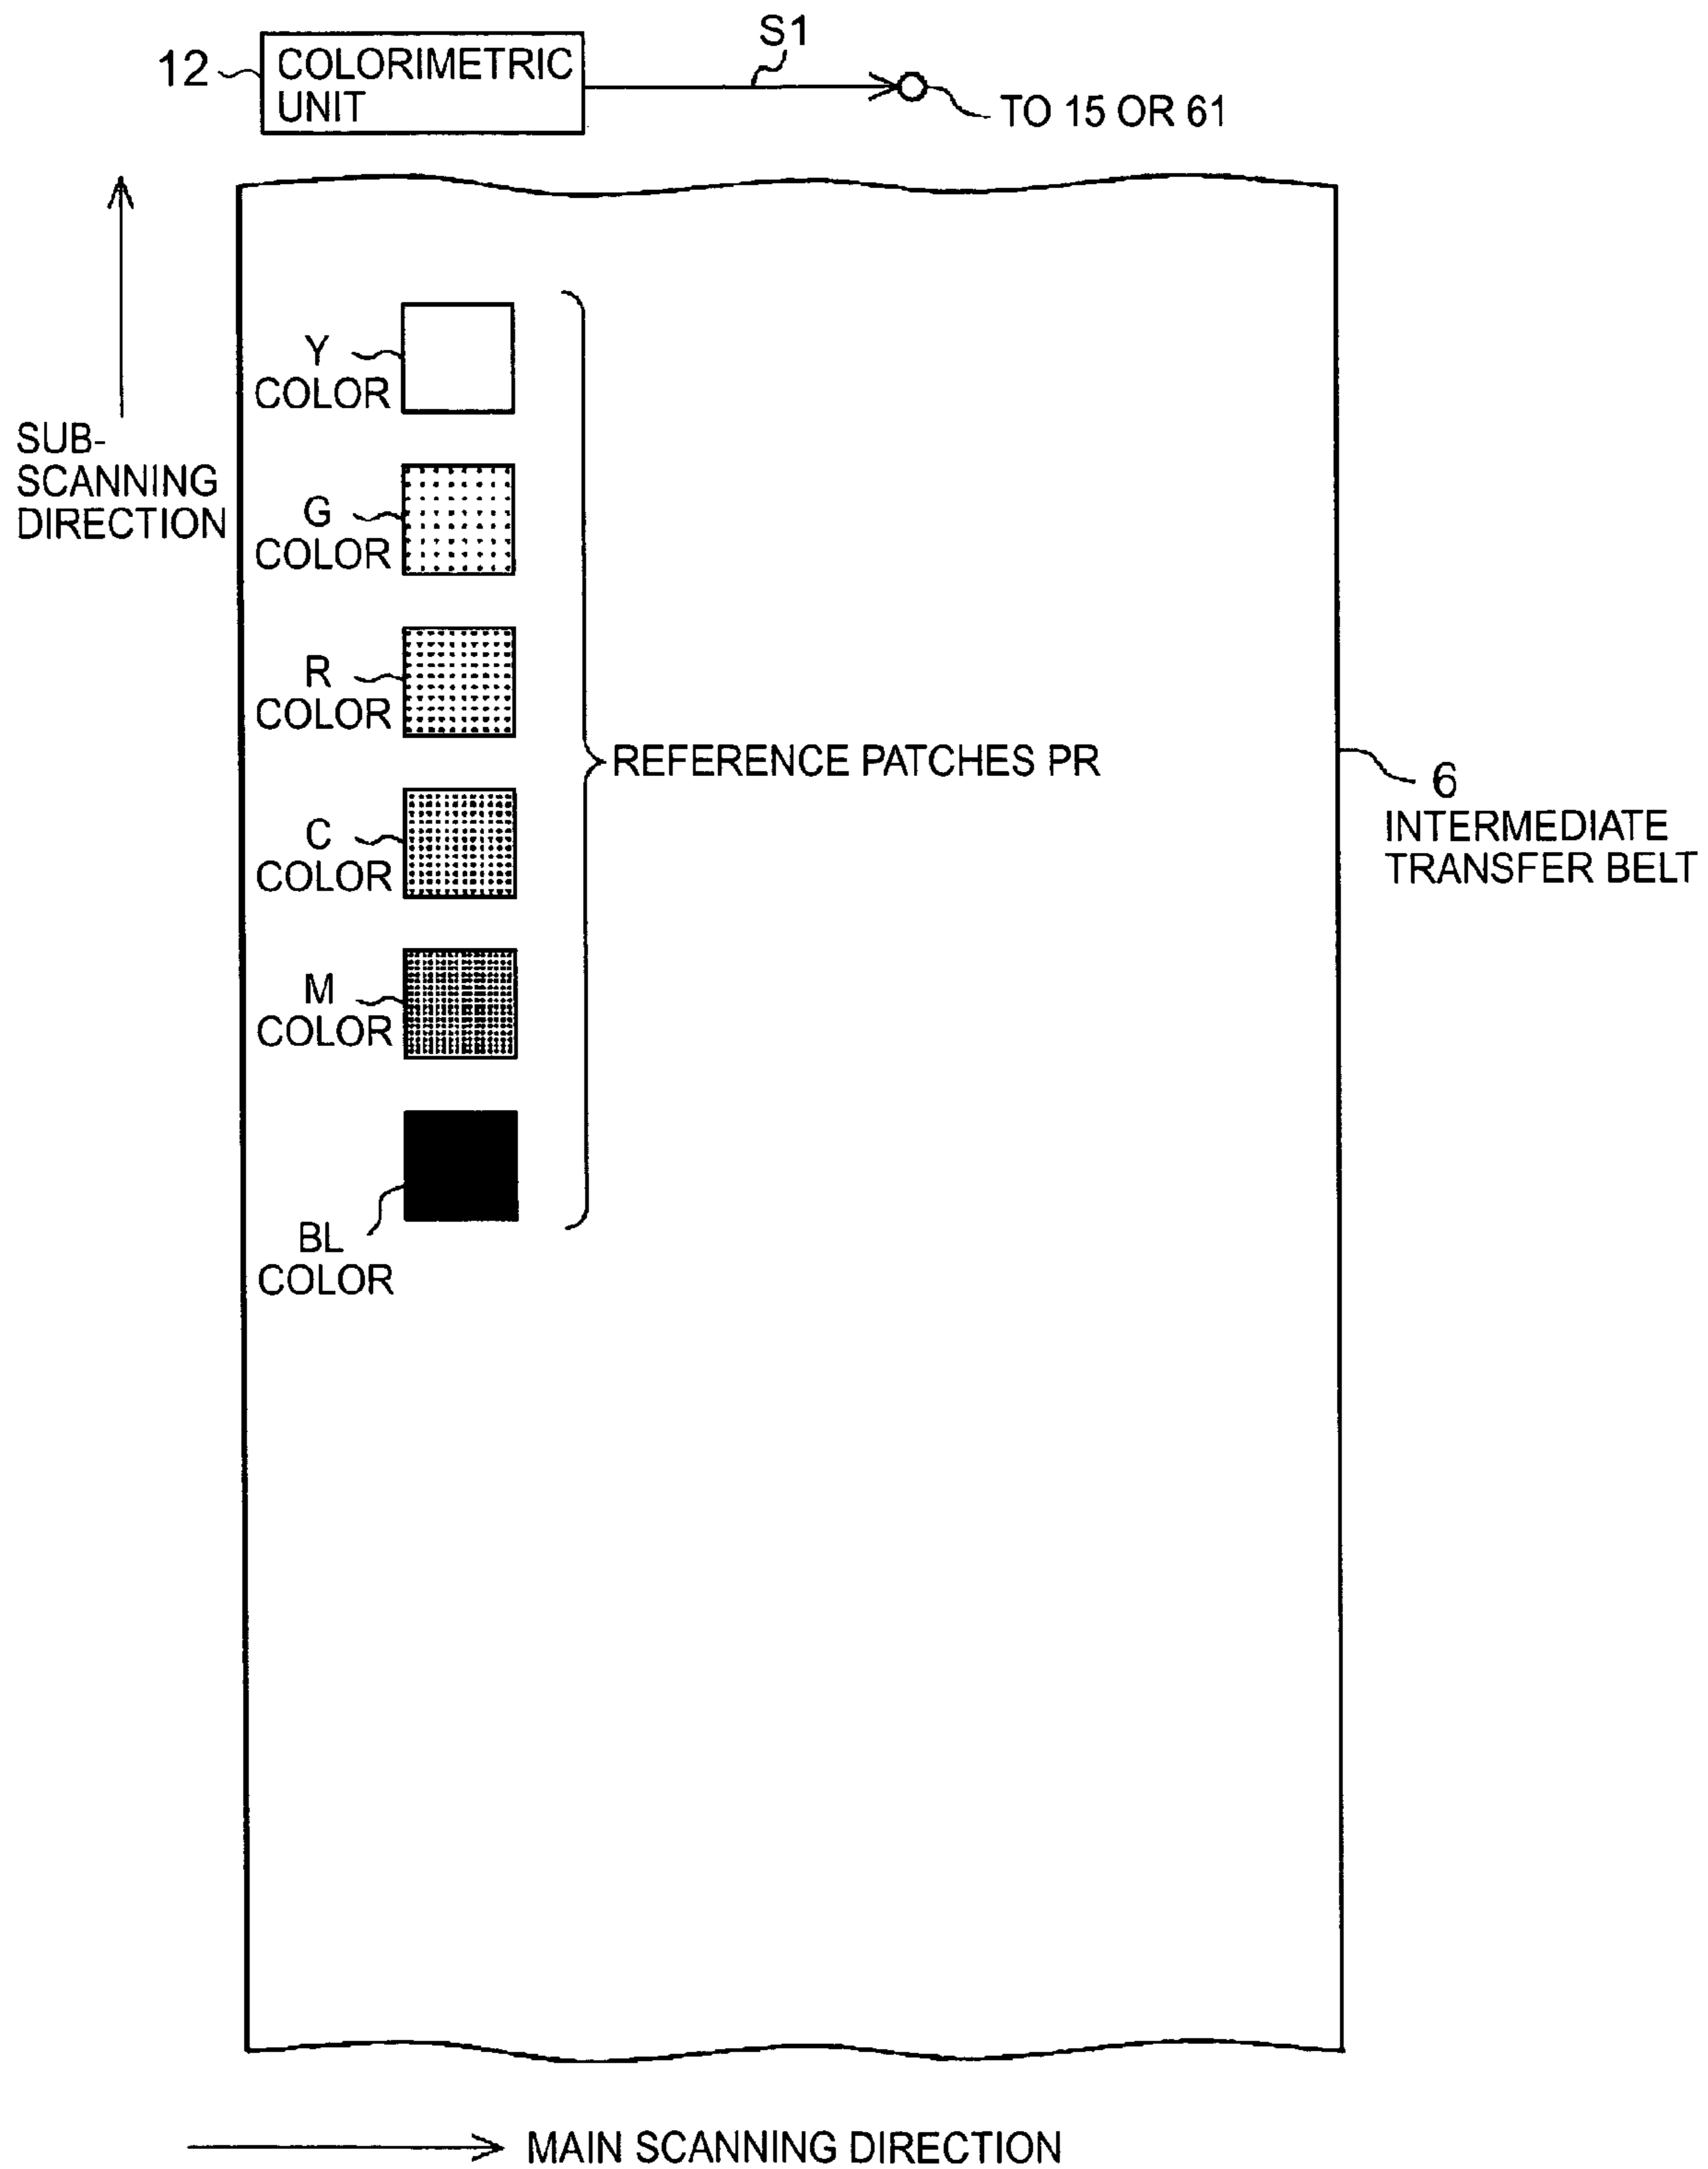 S1
12
COLORIMETRIC
UNIT
TO 15 OR 61
Y
COLOR
SUB-
SCANNING
DIRECTION
G
COLOR
R
COLOR
REFERENCE PATCHES PR
6
INTERMEDIATE
TRANSFER BELT
C
COLOR
M
COLOR
BL
COLOR
MAIN SCANNING DIRECTION